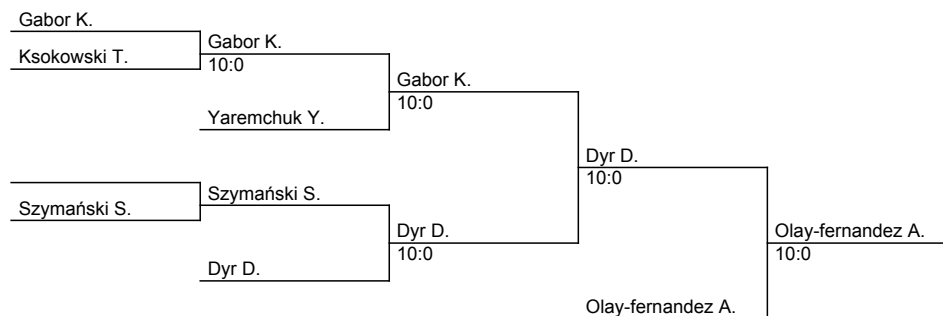 Gabor K.
Ksokowski T.
Gabor K.
10:0
Yaremchuk Y.
Gabor K.
10:0
Szymański S.
Szymański S.
Dyr D.
Dyr D.
10:0
Dyr D.
10:0
Olay-fernandez A.
Olay-fernandez A.
10:0